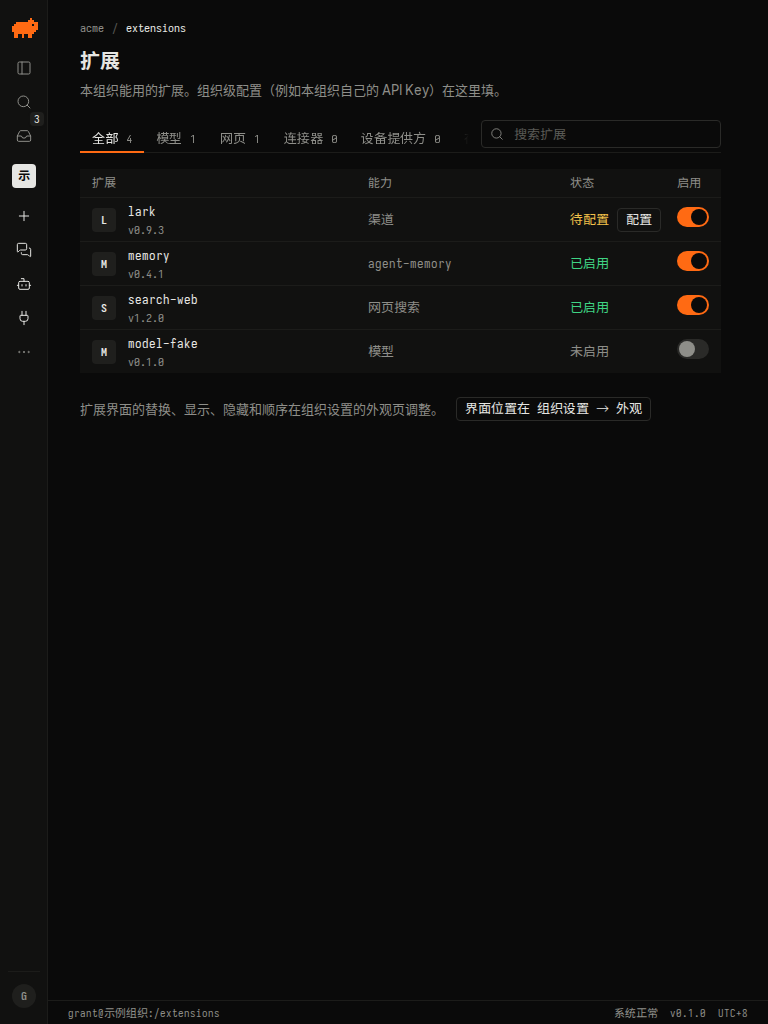 acme / extensions
扩展
本组织能用的扩展。组织级配置（例如本组织自己的 API Key）在这里填。
3
示
全部 4 模型 1 网页 1 连接器 0 设备提供方 0 搜索扩展
扩展 能力 状态 启用
L lark 渠道 待配置 配置
v0.9.3
M memory agent-memory 已启用
v0.4.1
S search-web 网页搜索 已启用
v1.2.0
M model-fake 模型 未启用
v0.1.0
扩展界面的替换、显示、隐藏和顺序在组织设置的外观页调整。 界面位置在 组织设置 → 外观
G
grant@示例组织:/extensions 系统正常 v0.1.0 UTC+8